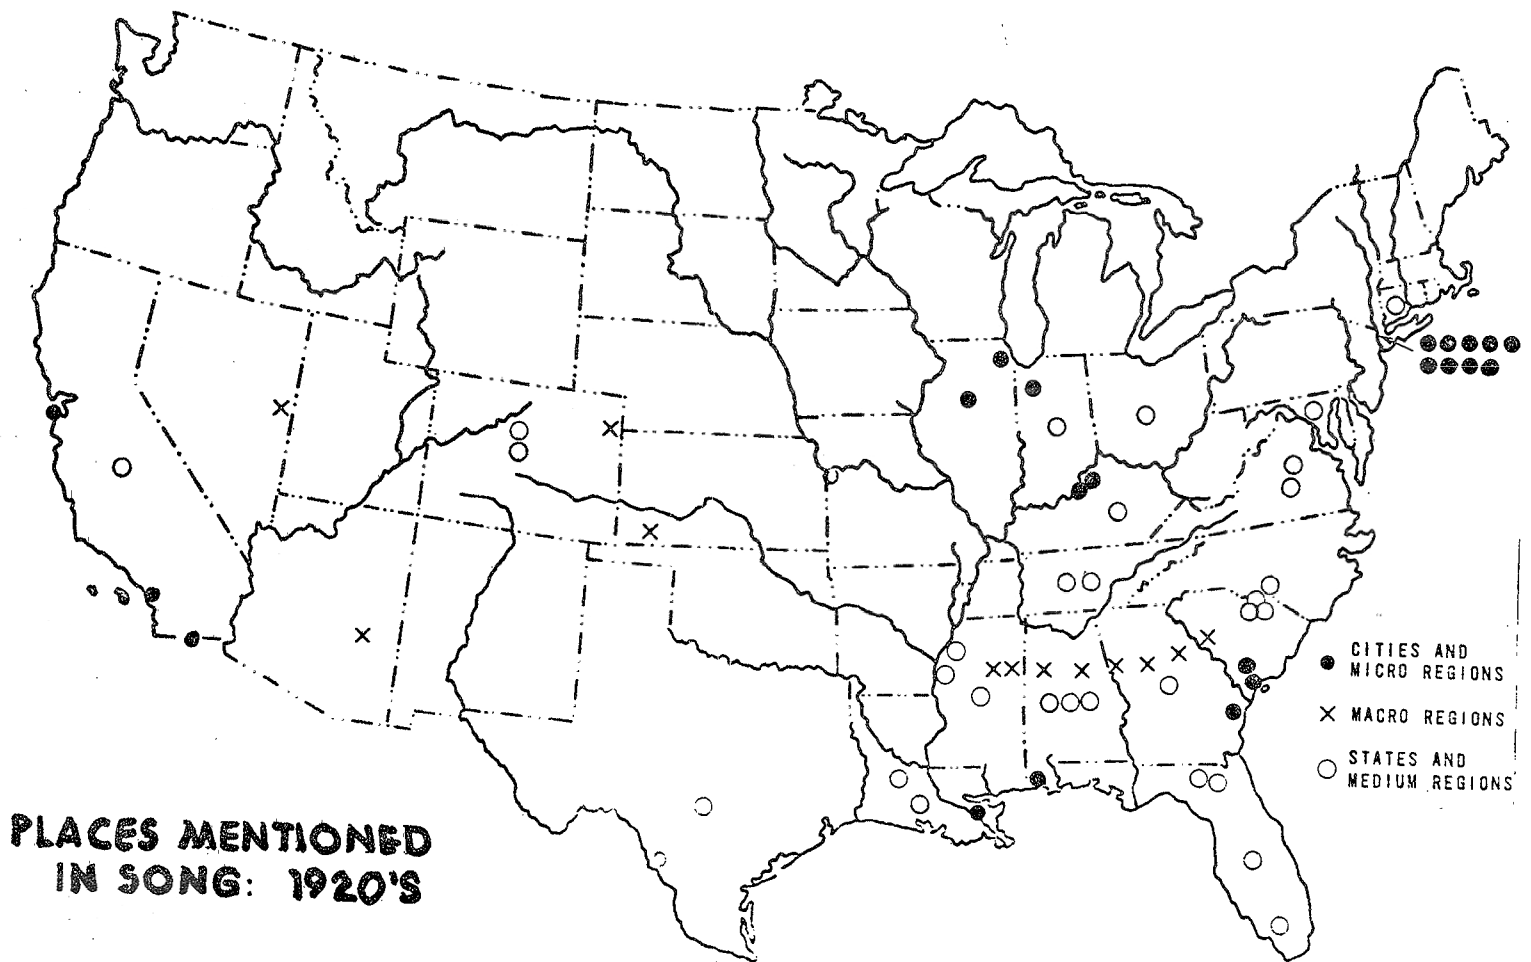 CITIES AND
MICRO REGIONS
MACRO REGIONS
STATES AND
MEDIUM REGIONS
PLACES MENTIONED
IN SONG: 1920'S